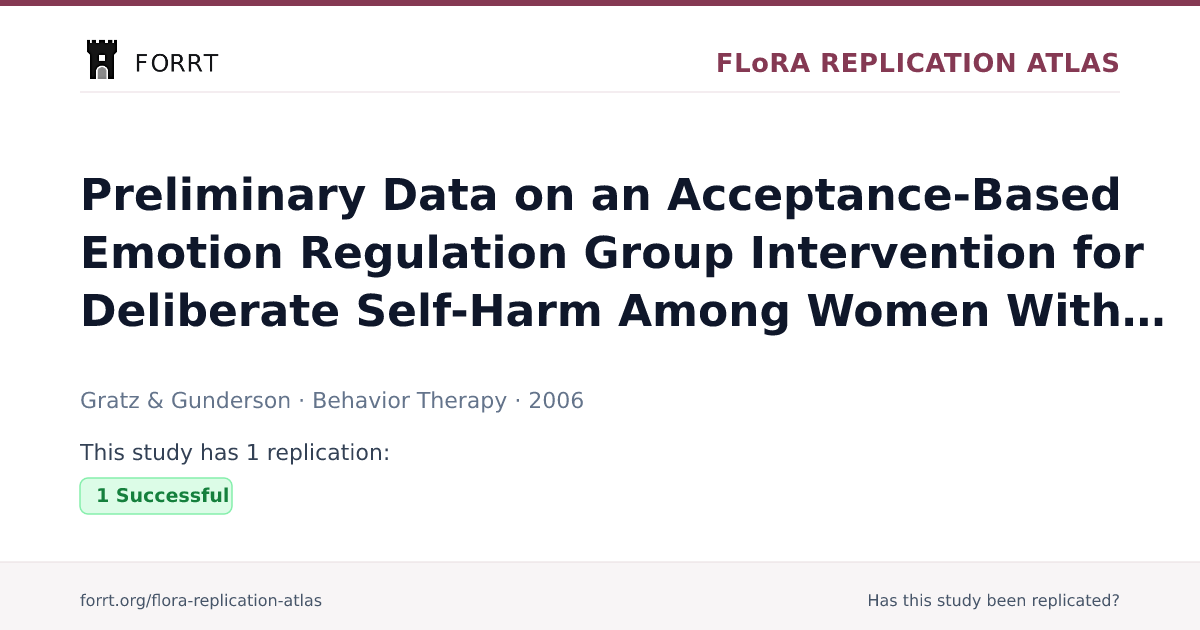 FORRT
FLoRA REPLICATION ATLAS
Preliminary Data on an Acceptance-Based
Emotion Regulation Group Intervention for
Deliberate Self-Harm Among Women With…
Gratz & Gunderson · Behavior Therapy · 2006
This study has 1 replication:
1 Successful
forrt.org/flora-replication-atlas
Has this study been replicated?